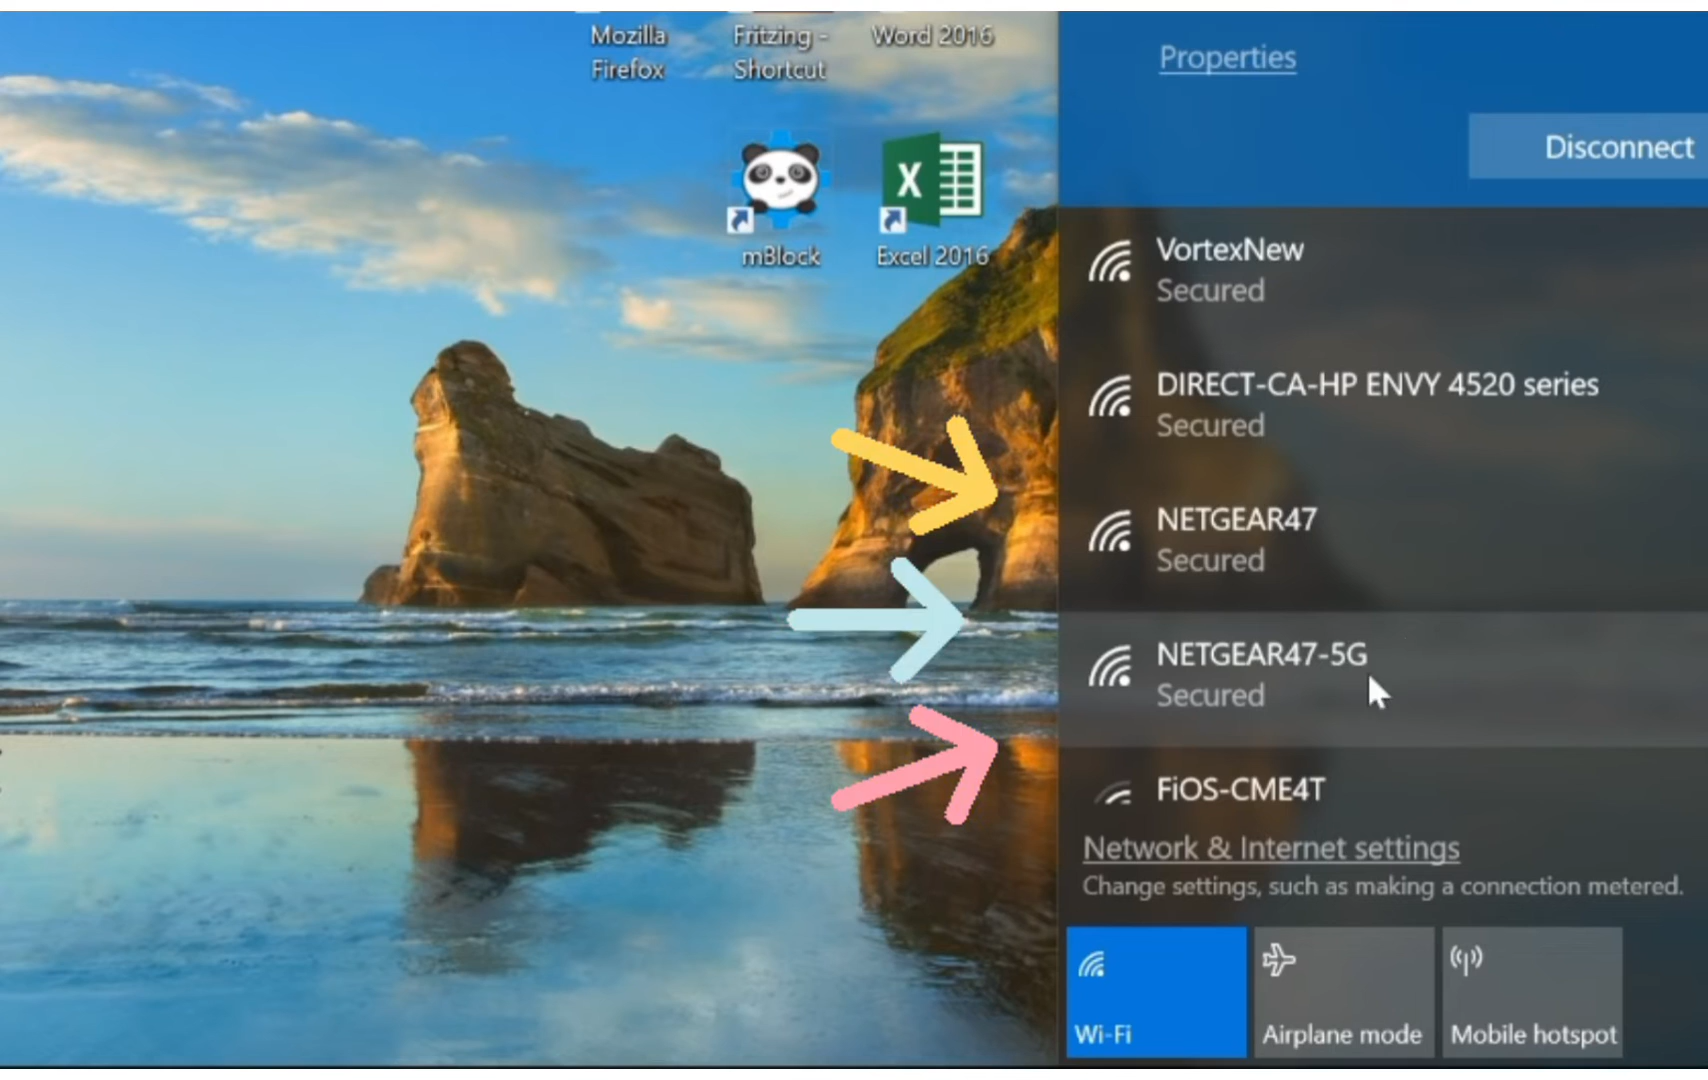 Mozilla
Firefox
Fritzing -
Shortcut
Word 2016
mBlock
Excel 2016
Properties
Disconnect
VortexNew
Secured
DIRECT-CA-HP ENVY 4520 series
Secured
NETGEAR47
Secured
NETGEAR47-5G
Secured
FiOS-CME4T
Network & Internet settings
Change settings, such as making a connection metered.
Wi-Fi
Airplane mode
Mobile hotspot